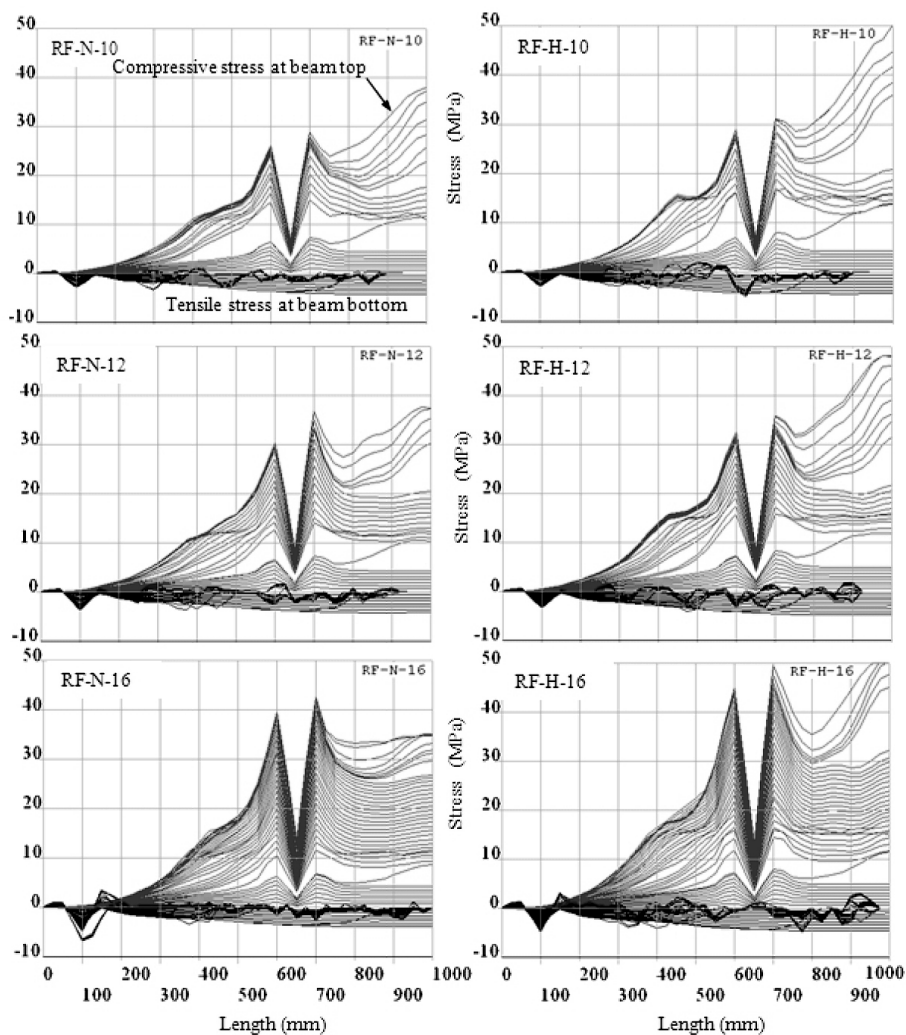 50
40
30
20
10
0
-10
RF-N-10
RF-N-10
Compressive stress at beam top
Tensile stress at beam bottom
Stress (MPa)
50
40
30
20
10
0
-10
RF-H-10
RF-H-10
50
40
30
20
10
0
-10
RF-N-12
RF-N-12
Stress (MPa)
50
40
30
20
10
0
-10
RF-H-12
RF-H-12
50
40
30
20
10
0
-10
RF-N-16
RF-N-16
0 200 400 600 800 1000
100 300 500 700 900
Length (mm)
Stress (MPa)
50
40
30
20
10
0
-10
RF-H-16
RF-H-16
0 200 400 600 800 1000
100 300 500 700 900
Length (mm)